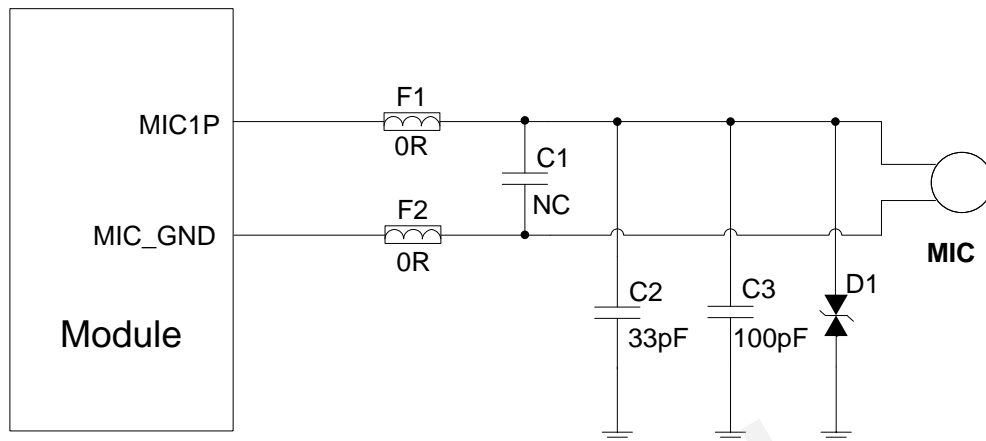 F1
MIC1P
0R
C1
NC
F2
MIC_GND
0R
MIC
D1
C2
C3
33pF
100pF
Module